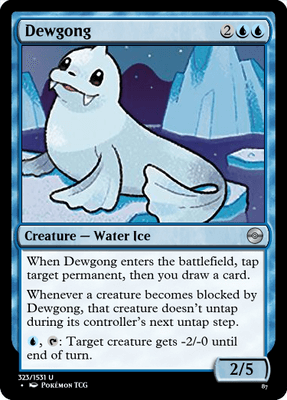 Dewgong 2
Creature — Water Ice
When Dewgong enters the battlefield, tap
target permanent, then you draw a card.
Whenever a creature becomes blocked by
Dewgong, that creature doesn't untap
during its controller's next untap step.
, : Target creature gets -2/-0 until
end of turn.
2/5
323/1531 U
• Pokémon TCG